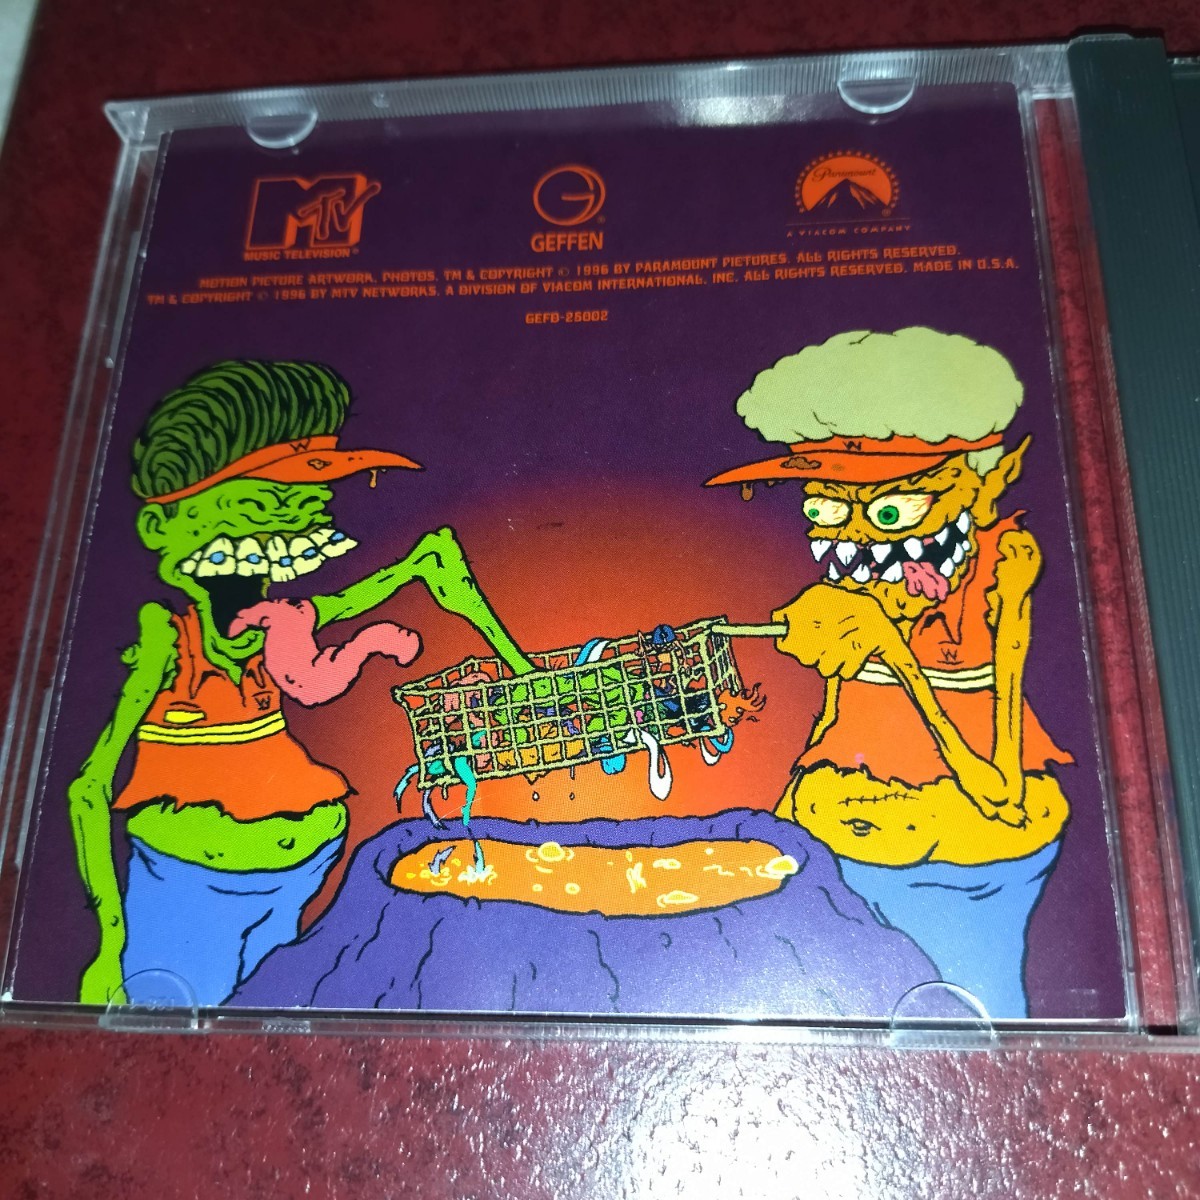 MTV
MUSIC TELEVISION®
G®
GEFFEN
Paramount®
A VIACOM COMPANY
MOTION PICTURE ARTWORK, PHOTOS, TM & COPYRIGHT © 1996 BY PARAMOUNT PICTURES. ALL RIGHTS RESERVED.
TM & COPYRIGHT © 1996 BY MTV NETWORKS, A DIVISION OF VIACOM INTERNATIONAL, INC. ALL RIGHTS RESERVED. MADE IN U.S.A.
GEFD-25002
W
W
W
W